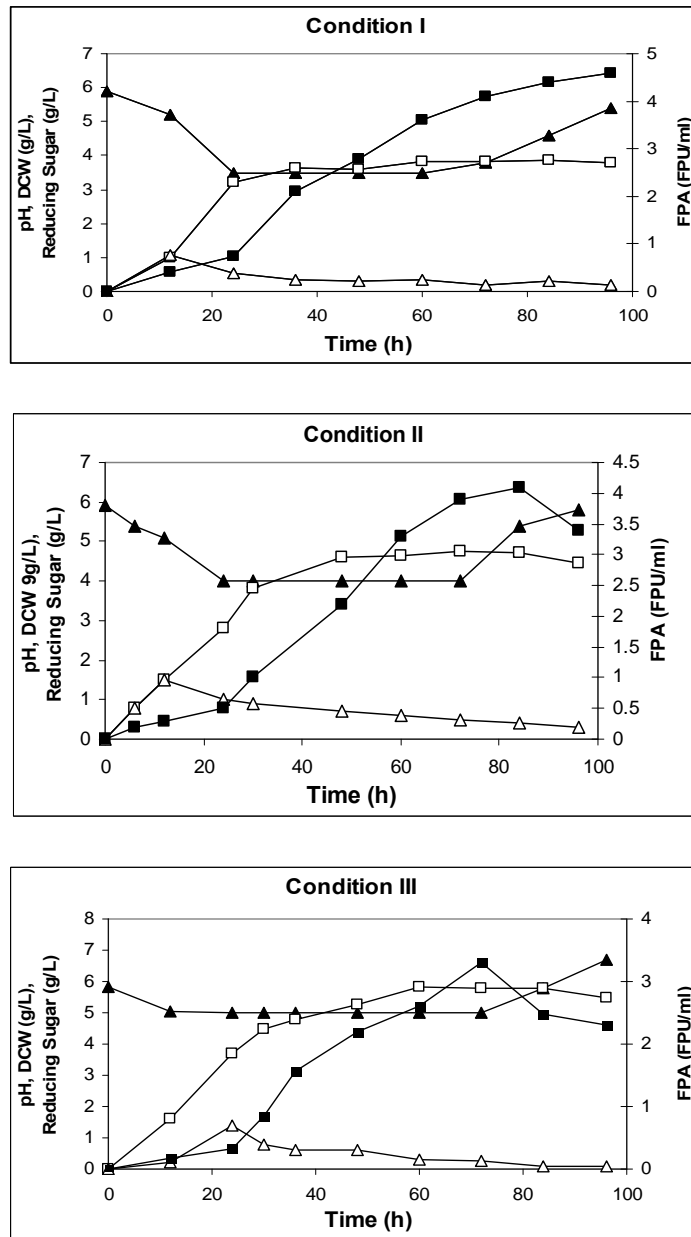 Condition I
pH, DCW (g/L),
Reducing Sugar (g/L)
7
6
5
4
3
2
1
0
5
4
3
2
1
0
FPA (FPU/ml)
0 20 40 60 80 100
Time (h)
Condition II
pH, DCW 9g/L),
Reducing Sugar (g/L)
7
6
5
4
3
2
1
0
4.5
4
3.5
3
2.5
2
1.5
1
0.5
0
FPA (FPU/ml)
0 20 40 60 80 100
Time (h)
Condition III
pH, DCW (g/L),
Reducing Sugar (g/L)
8
7
6
5
4
3
2
1
0
4
3
2
1
0
FPA (FPU/ml)
0 20 40 60 80 100
Time (h)